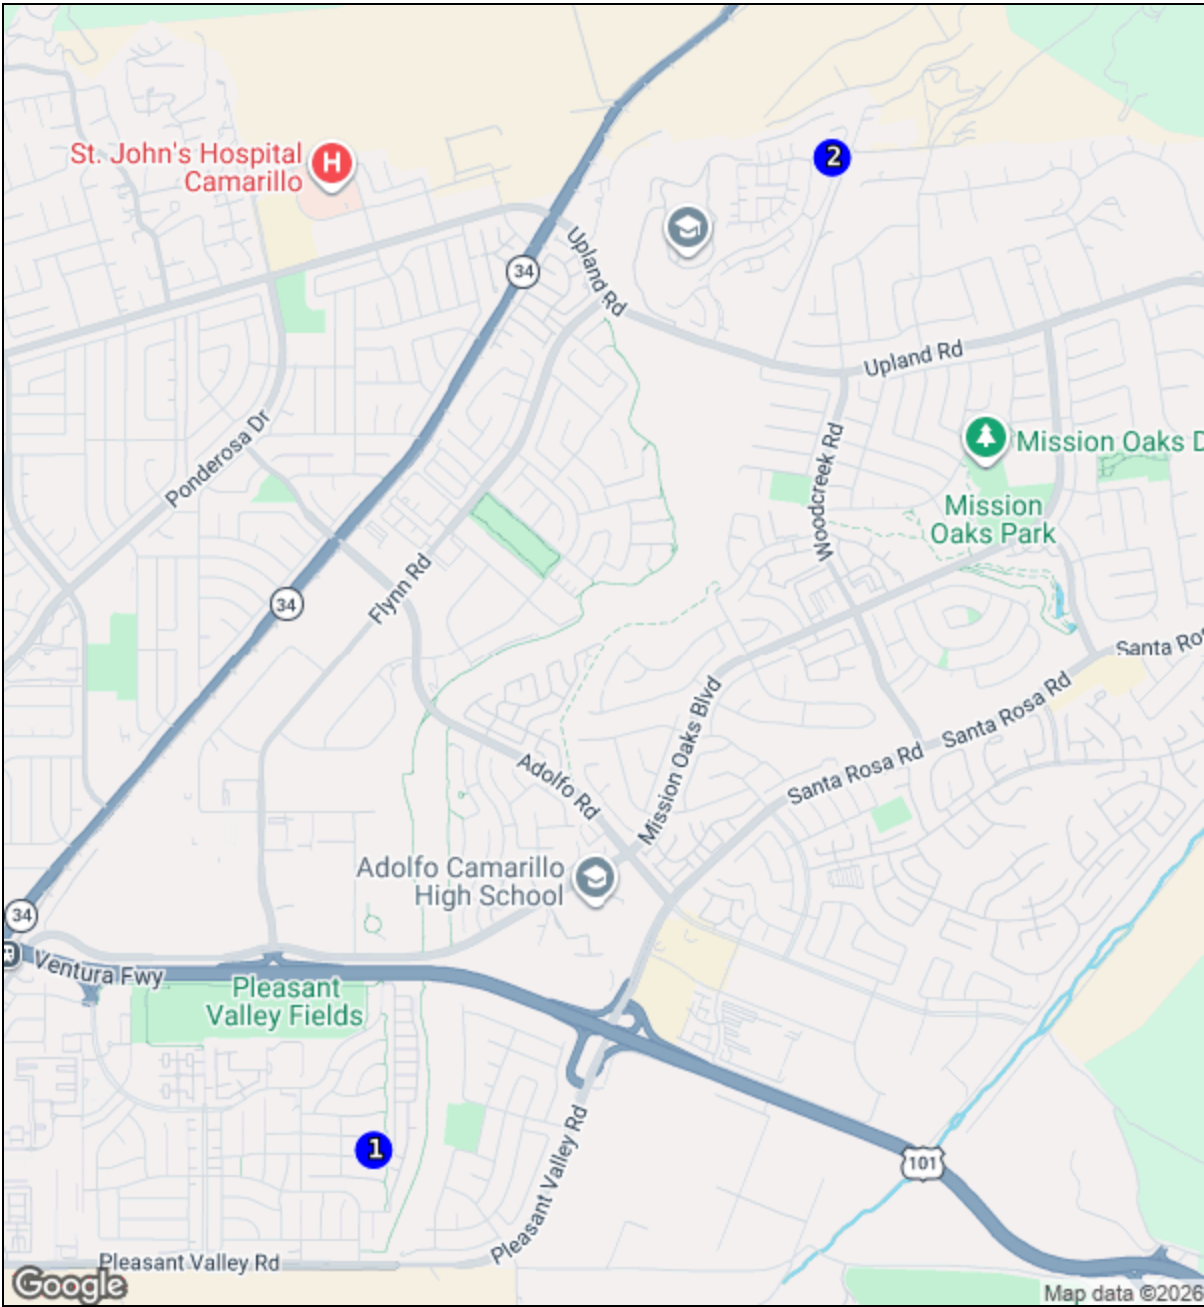 2
St. John's Hospital
Camarillo
H
Upland Rd
34
Upland Rd
Ponderosa Dr
Woodcreek Rd
Mission Oaks D
Mission
Oaks Park
Flynn Rd
34
Santa Ros
Santa Rosa Rd
Mission Oaks Blvd
Santa Rosa Rd
Adolfo Rd
Adolfo Camarillo
High School
34
Ventura Fwy
Pleasant
Valley Fields
1
101
Pleasant Valley Rd
Pleasant Valley Rd
Google
Map data ©2026